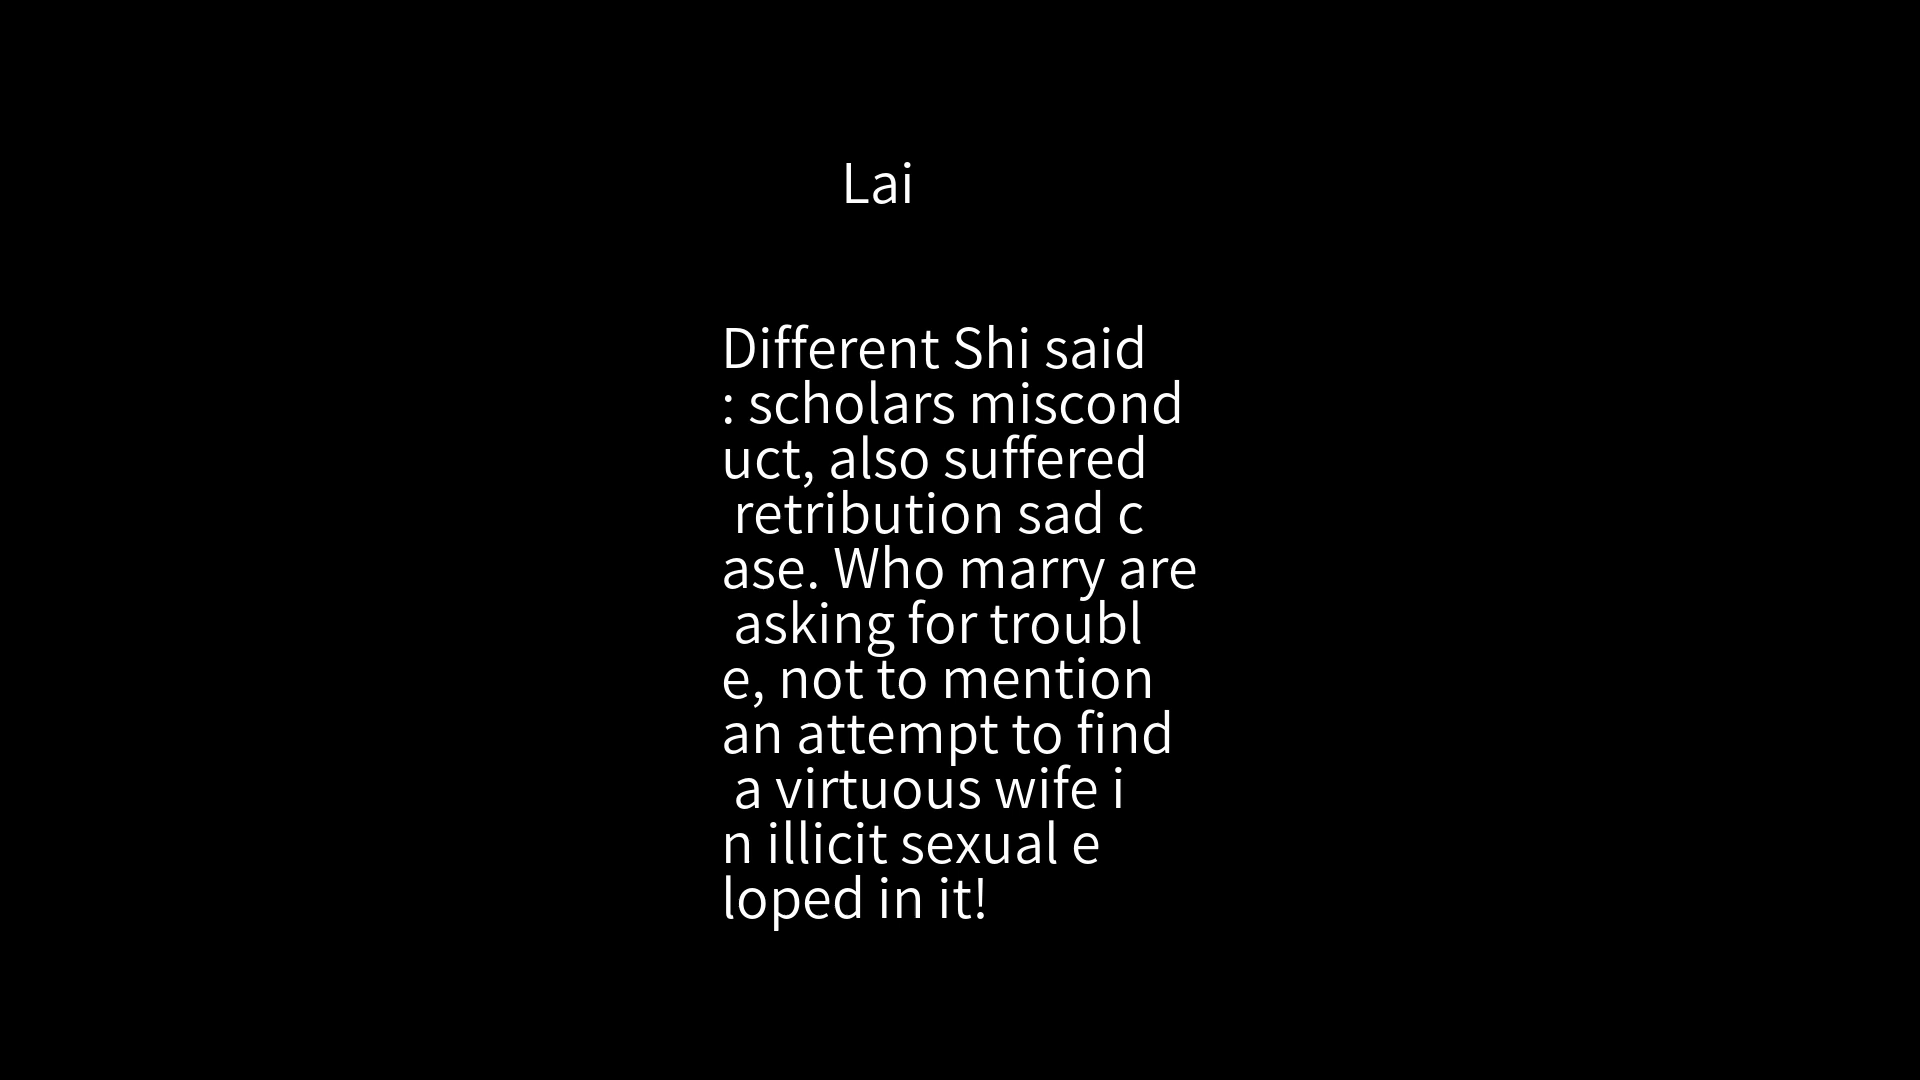 Lai
Different Shi said
: scholars miscond
uct, also suffered
retribution sad c
ase. Who marry are
asking for troubl
e, not to mention
an attempt to find
a virtuous wife i
n illicit sexual e
loped in it!